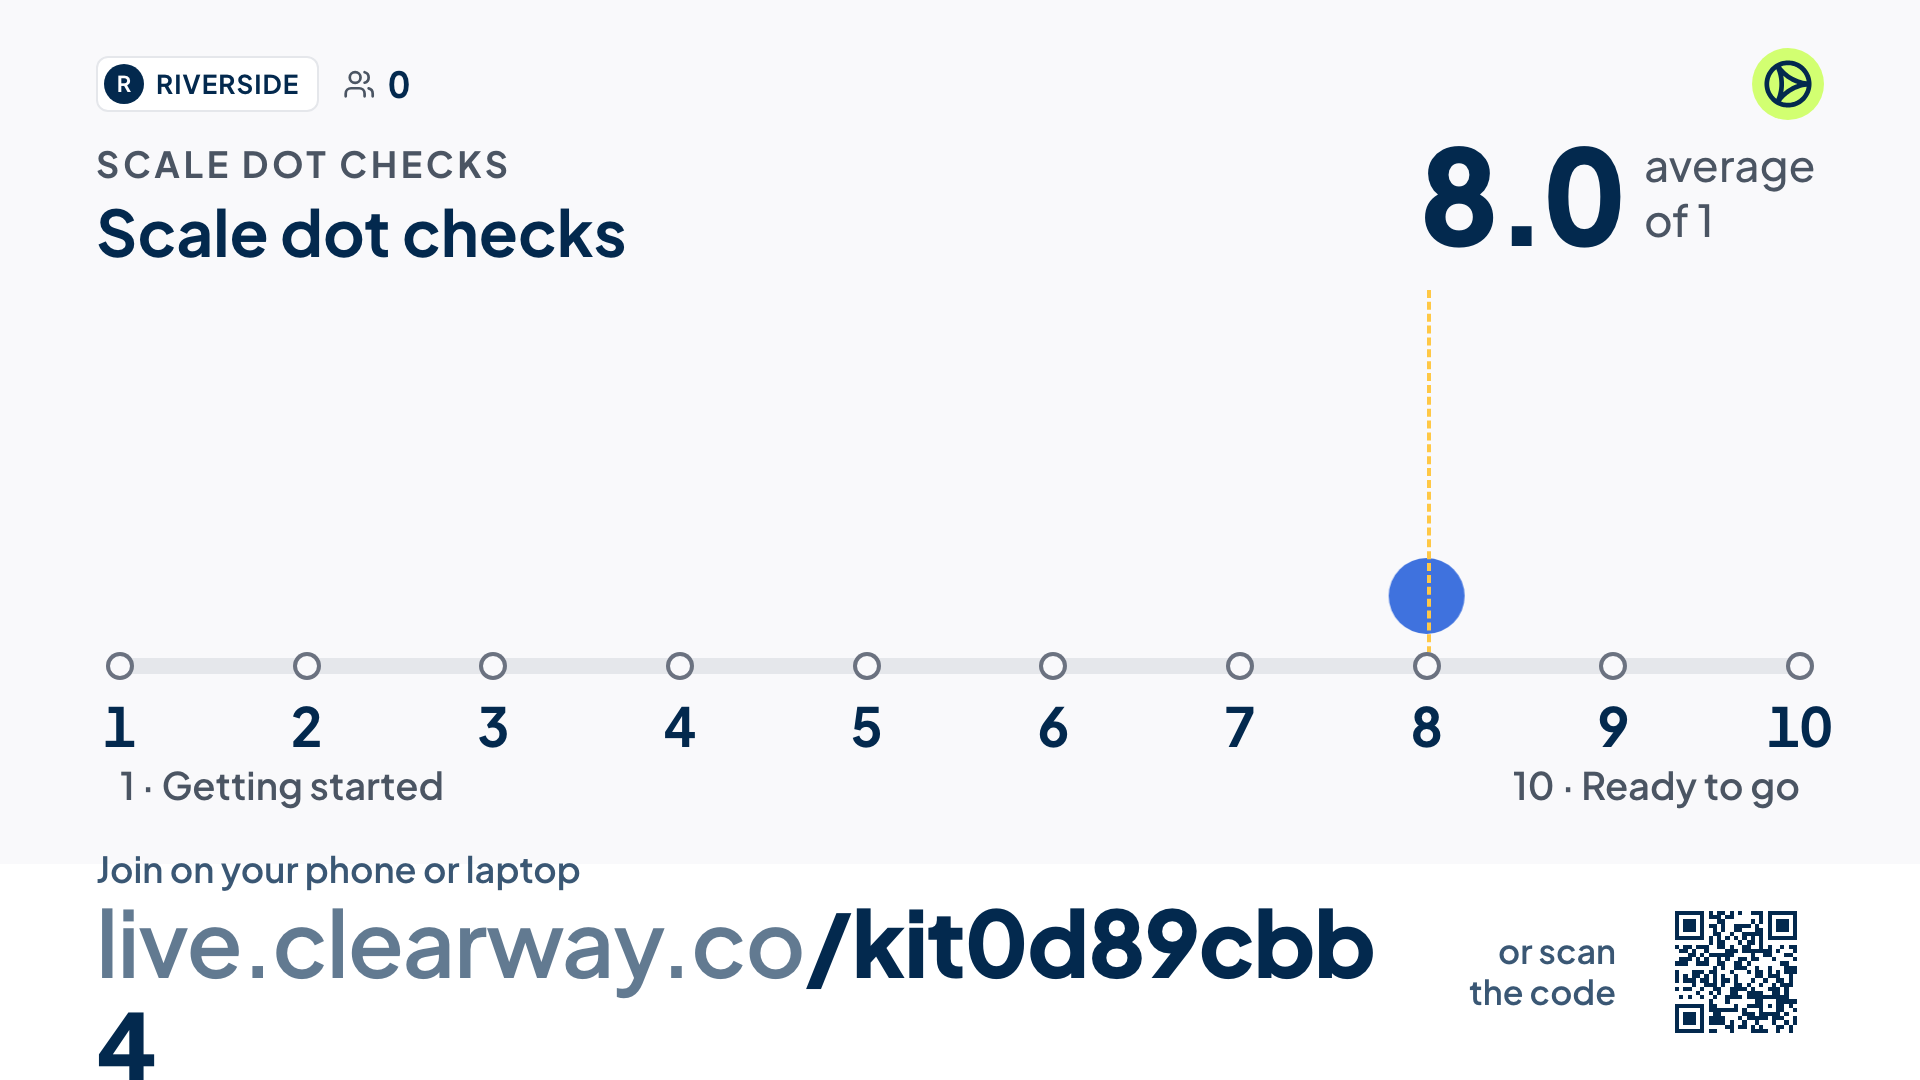 R RIVERSIDE 0
SCALE DOT CHECKS
Scale dot checks
8.0 average
of 1
1 2 3 4 5 6 7 8 9 10
1 · Getting started
10 · Ready to go
Join on your phone or laptop
live.clearway.co/kit0d89cbb
4
or scan
the code